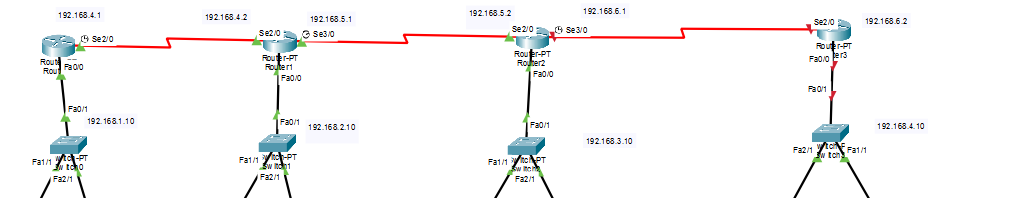 192.168.4.1
192.168.4.2
192.168.5.1
192.168.5.2
192.168.6.1
192.168.6.2
Se2/0
Se2/0
Se3/0
Se2/0
Se3/0
Se2/0
Fa0/0
Router-PT
Router1
Fa0/0
Router-PT
Router2
Fa0/0
Router-PT
Fa0/0
Fa0/1
Fa0/1
Fa0/1
Fa0/1
192.168.1.10
192.168.2.10
192.168.3.10
192.168.4.10
Fa1/1
Fa2/1
Fa1/1
Fa2/1
Fa1/1
Fa2/1
Fa2/1
Fa1/1